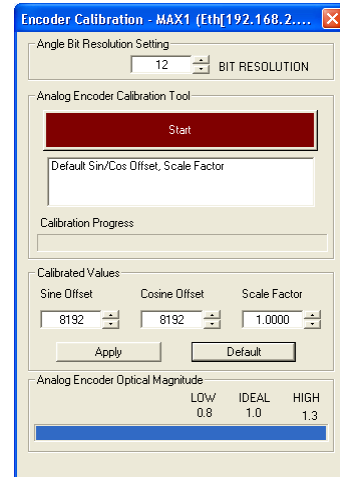 Encoder Calibration - MAX1 (Eth[192.168.2....
Angle Bit Resolution Setting
12 BIT RESOLUTION
Analog Encoder Calibration Tool
Start
Default Sin/Cos Offset, Scale Factor
Calibration Progress
Calibrated Values
Sine Offset Cosine Offset Scale Factor
8192 8192 1.0000
Apply Default
Analog Encoder Optical Magnitude
LOW IDEAL HIGH
0.8 1.0 1.3